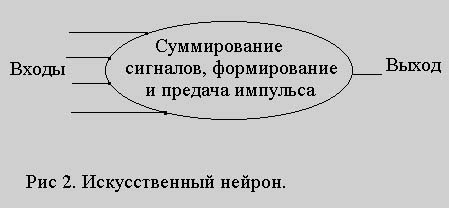 Входы
Суммирование
сигналов, формирование
и предача импульса
Выход
Рис 2. Искусственный нейрон.